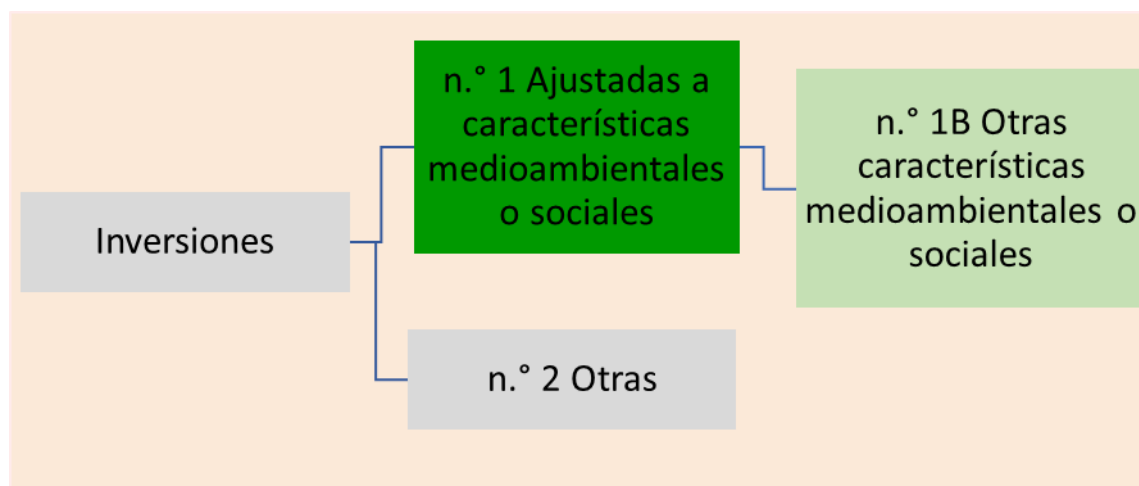 n.° 1 Ajustadas a
características
medioambientales
o sociales
n.° 1B Otras
características
medioambientales o
sociales
Inversiones
n.° 2 Otras